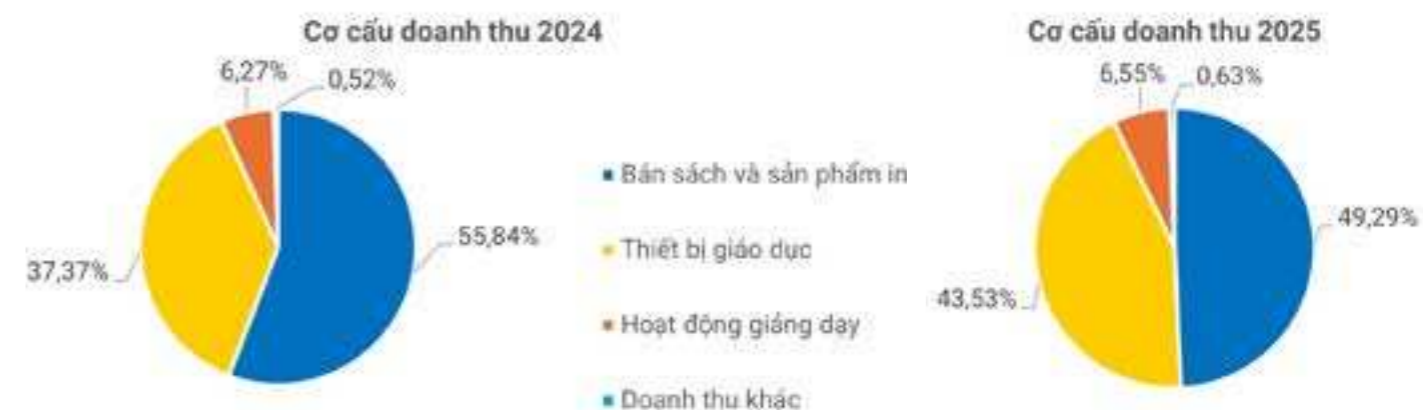 Cơ cấu doanh thu 2024
6,27%
0,52%
55,84%
37,37%
Bán sách và sản phẩm in
Thiết bị giáo dục
Hoạt động giảng dạy
Doanh thu khác
Cơ cấu doanh thu 2025
6,55%
0,63%
49,29%
43,53%